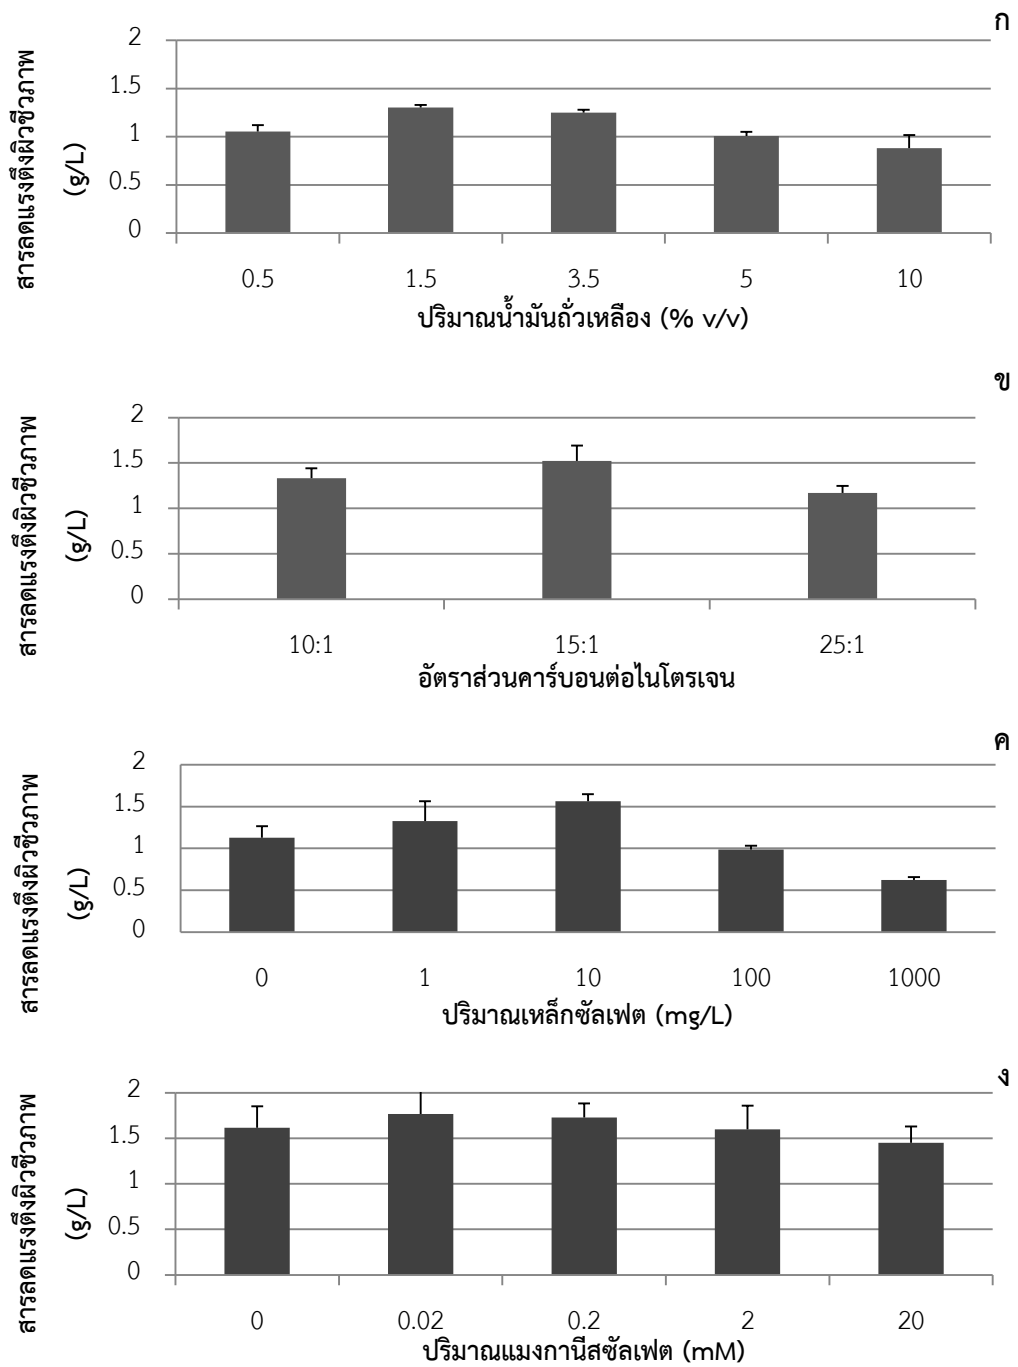 ก
สารลดแรงตึงผิวชีวภาพ
(g/L)
2
1.5
1
0.5
0
0.5 1.5 3.5 5 10
ปริมาณน้ำมันถั่วเหลือง (% v/v)
ข
สารลดแรงตึงผิวชีวภาพ
(g/L)
2
1.5
1
0.5
0
10:1 15:1 25:1
อัตราส่วนคาร์บอนต่อไนโตรเจน
ค
สารลดแรงตึงผิวชีวภาพ
(g/L)
2
1.5
1
0.5
0
0 1 10 100 1000
ปริมาณเหล็กซัลเฟต (mg/L)
ง
สารลดแรงตึงผิวชีวภาพ
(g/L)
2
1.5
1
0.5
0
0 0.02 0.2 2 20
ปริมาณแมงกานีสซัลเฟต (mM)